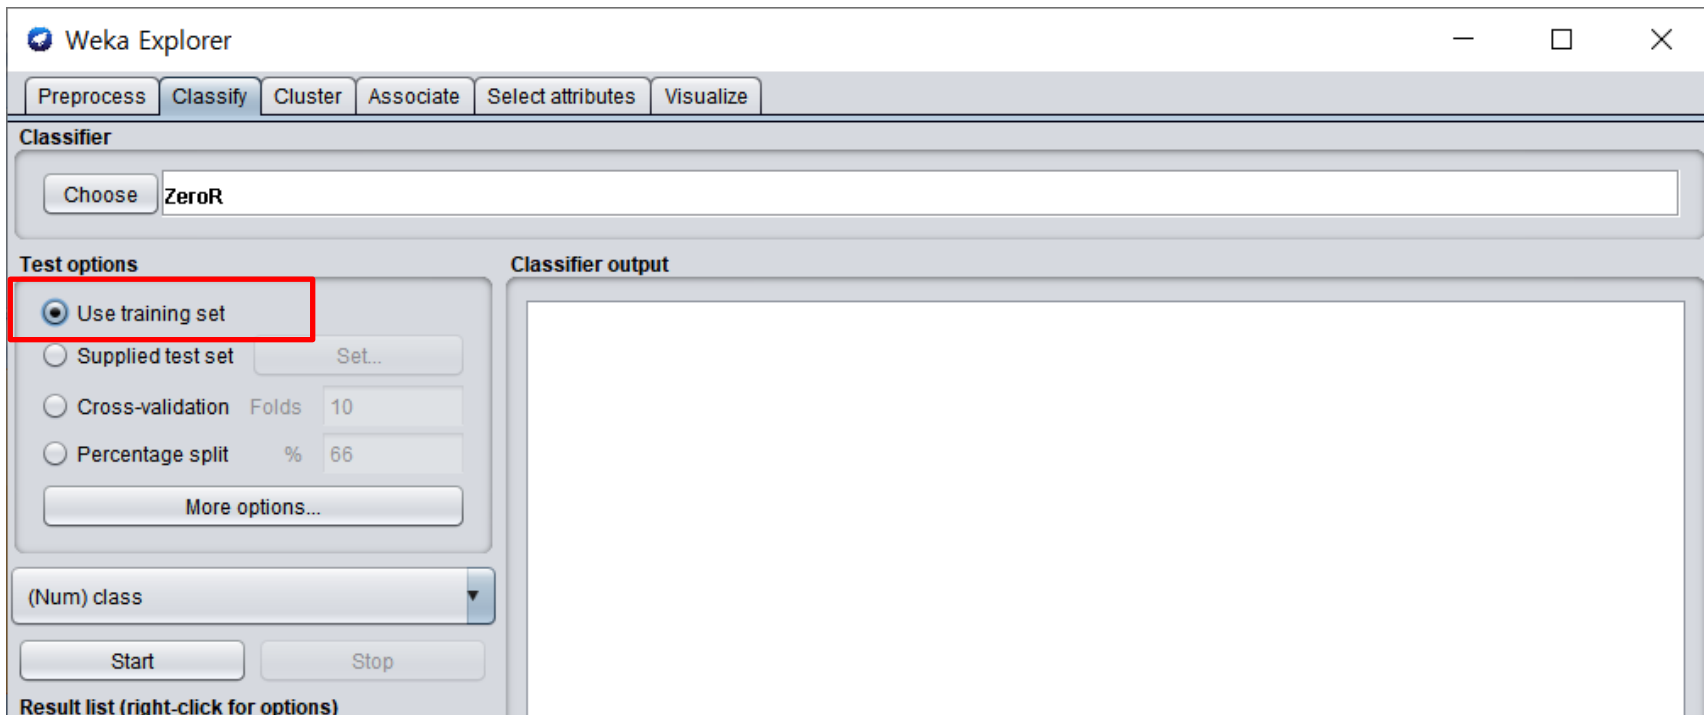 Weka Explorer
Preprocess Classify Cluster Associate Select attributes Visualize
Classifier
Choose ZeroR
Test options
Use training set
Supplied test set Set...
Cross-validation Folds 10
Percentage split % 66
More options...
(Num) class
Start Stop
Result list (right-click for options)
Classifier output